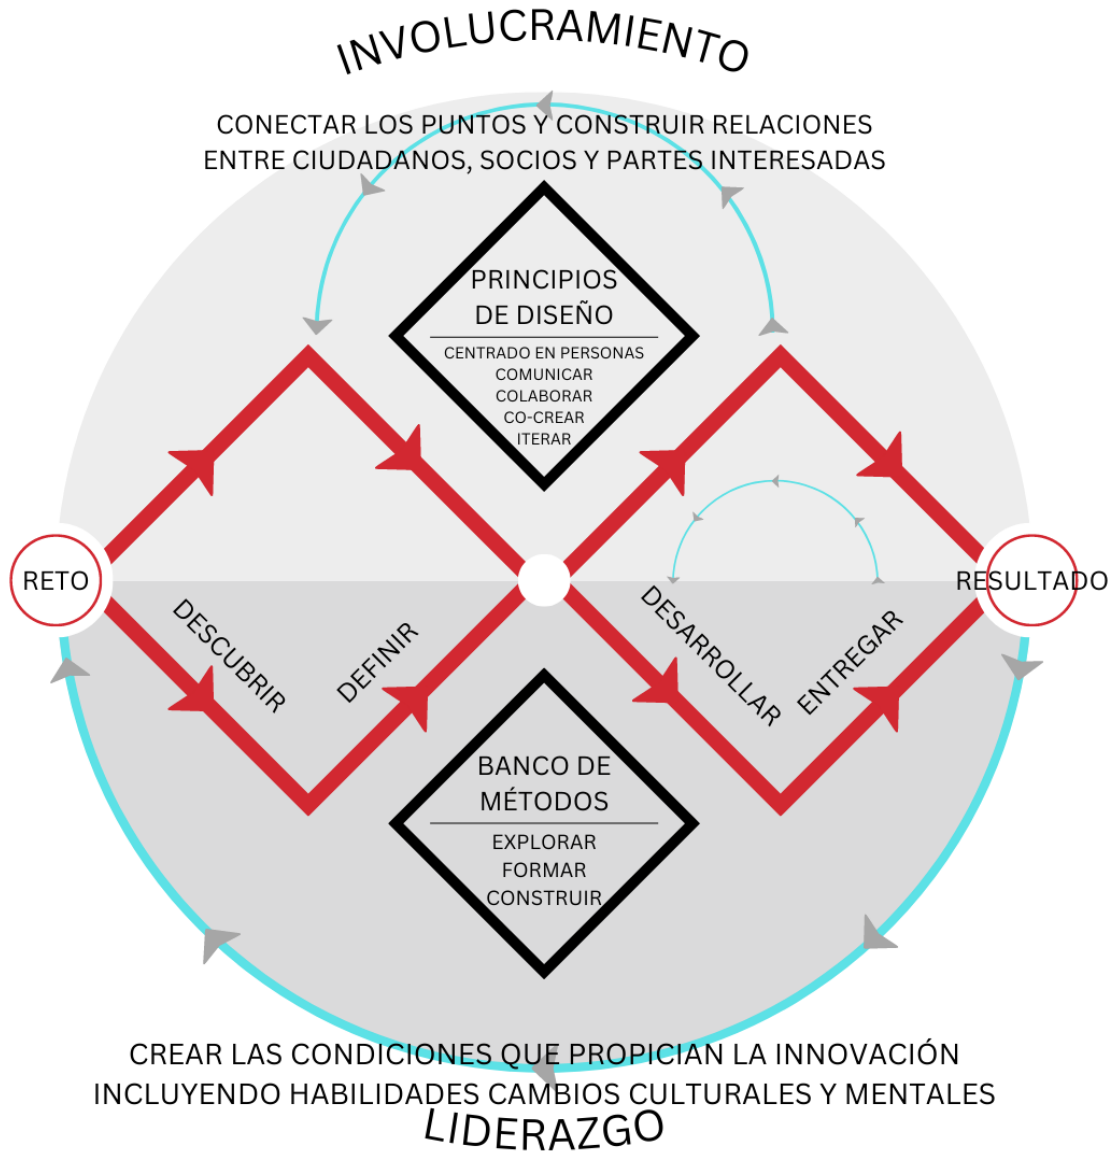 INVOLUCRAMIENTO
CONECTAR LOS PUNTOS Y CONSTRUIR RELACIONES
ENTRE CIUDADANOS, SOCIOS Y PARTES INTERESADAS
PRINCIPIOS
DE DISEÑO
CENTRADO EN PERSONAS
COMUNICAR
COLABORAR
CO-CREAR
ITERAR
RETO
RESULTADO
DESCUBRIR
DEFINIR
DESARROLLAR
ENTREGAR
BANCO DE
MÉTODOS
EXPLORAR
FORMAR
CONSTRUIR
CREAR LAS CONDICIONES QUE PROPICIAN LA INNOVACIÓN
INCLUYENDO HABILIDADES CAMBIOS CULTURALES Y MENTALES
LIDERAZGO